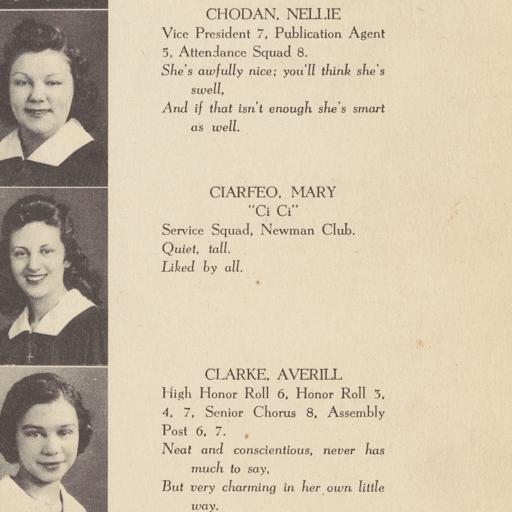 CHODAN, NELLIE
Vice President 7, Publication Agent
5, Attendance Squad 8.
She's awfully nice; you'll think she's
swell,
And if that isn't enough she's smart
as well.
CIARFEO, MARY
"Ci Ci"
Service Squad, Newman Club.
Quiet, tall.
Liked by all.
CLARKE, AVERILL
High Honor Roll 6, Honor Roll 3,
4, 7, Senior Chorus 8, Assembly
Post 6, 7.
Neat and conscientious, never has
much to say,
But very charming in her own little
way.